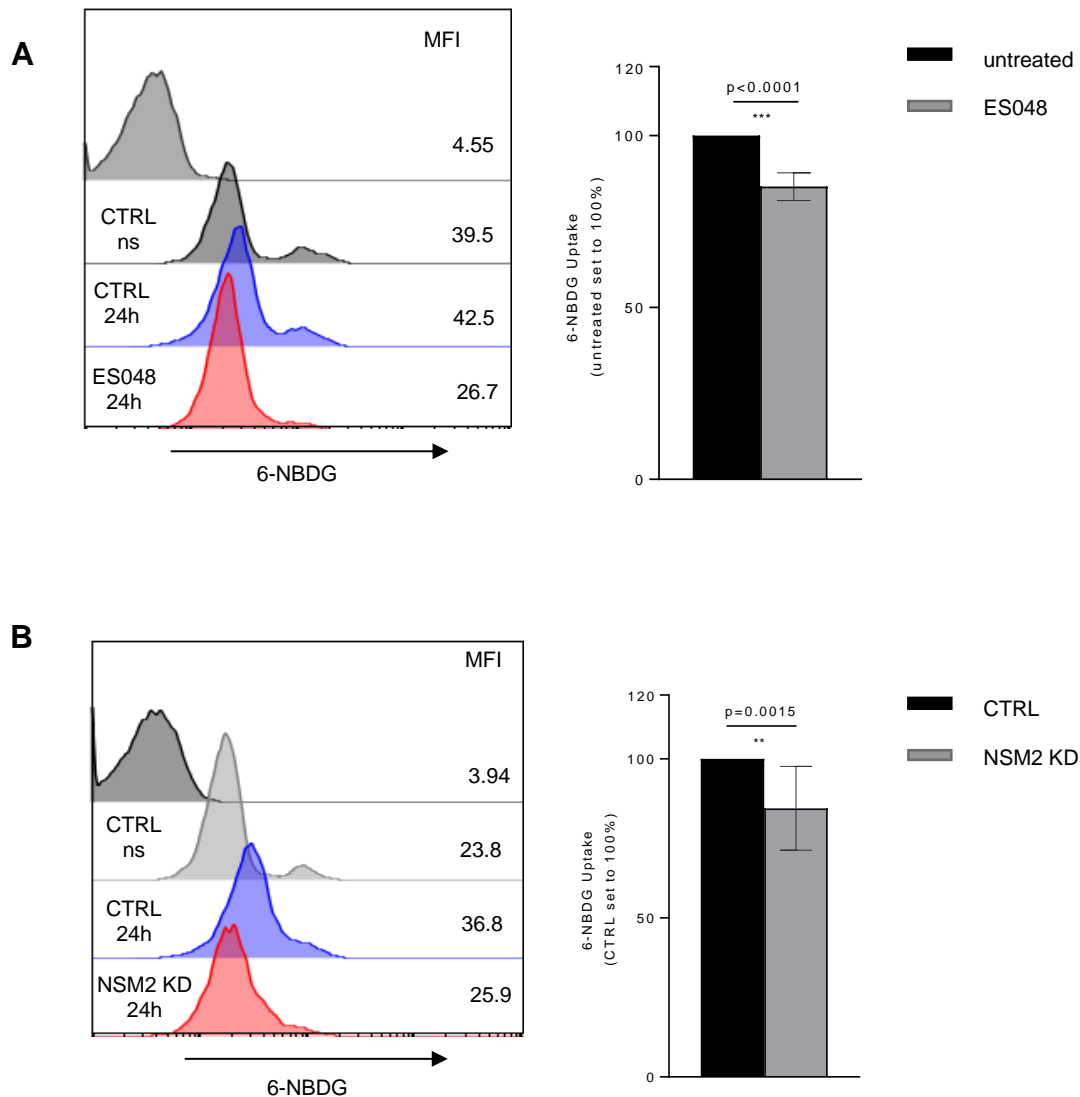 A
MFI
4.55
CTRL
ns
39.5
CTRL
24h
42.5
ES048
24h
26.7
6-NBDG
6-NBDG Uptake
(untreated set to 100%)
120
100
50
0
p<0.0001
***
untreated
ES048
B
MFI
3.94
CTRL
ns
23.8
CTRL
24h
36.8
NSM2 KD
24h
25.9
6-NBDG
6-NBDG Uptake
(CTRL set to 100%)
120
100
50
0
p=0.0015
**
CTRL
NSM2 KD